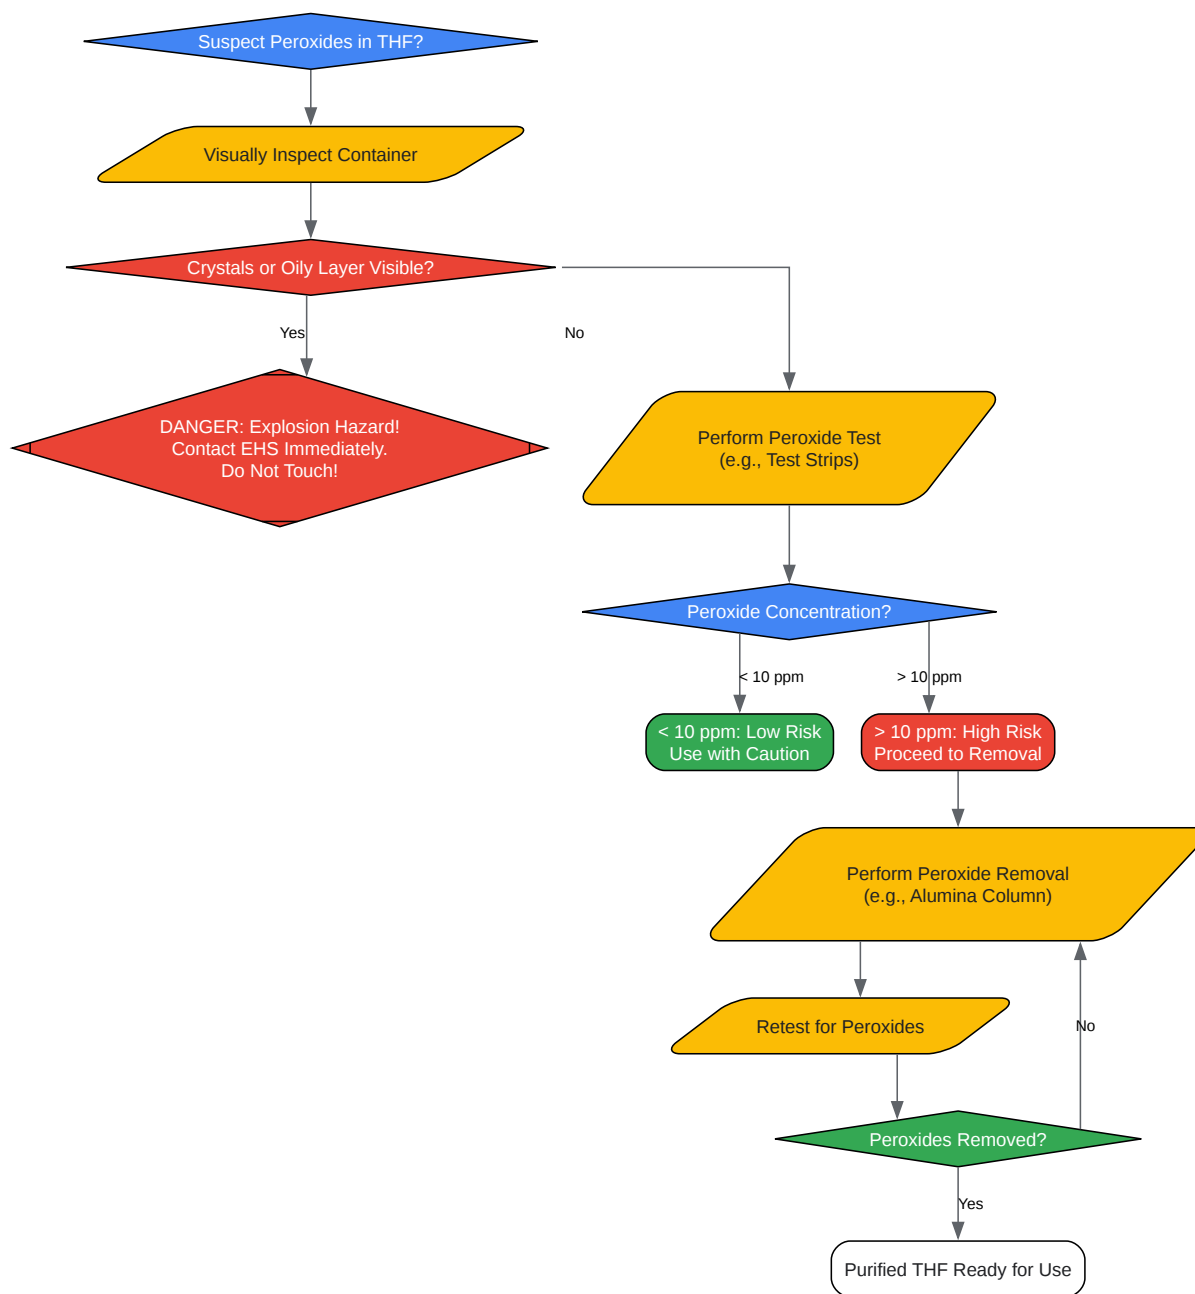 Suspect Peroxides in THF?
Visually Inspect Container
Crystals or Oily Layer Visible?
Yes
No
DANGER: Explosion Hazard!
Contact EHS Immediately.
Do Not Touch!
Perform Peroxide Test
(e.g., Test Strips)
Peroxide Concentration?
< 10 ppm
> 10 ppm
< 10 ppm: Low Risk
Use with Caution
> 10 ppm: High Risk
Proceed to Removal
Perform Peroxide Removal
(e.g., Alumina Column)
Retest for Peroxides
No
Peroxides Removed?
Yes
Purified THF Ready for Use